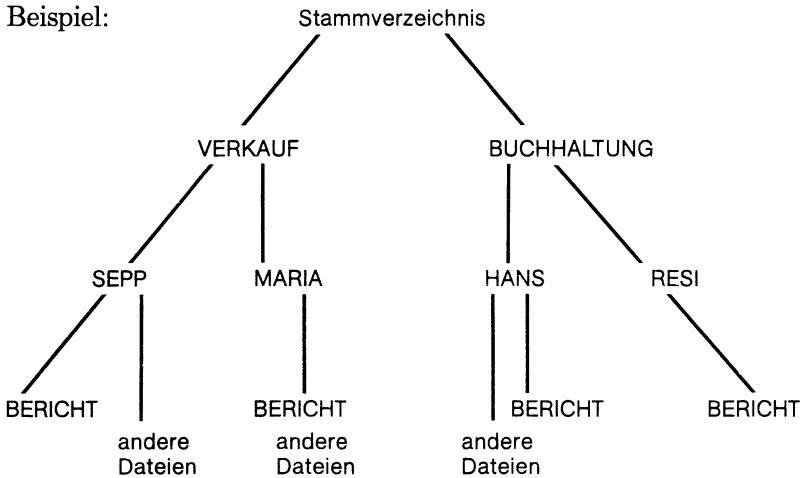 Beispiel:
Stammverzeichnis
VERKAUF
BUCHHALTUNG
SEPP
MARIA
HANS
RESI
BERICHT
BERICHT
BERICHT
BERICHT
andere
Dateien
andere
Dateien
andere
Dateien